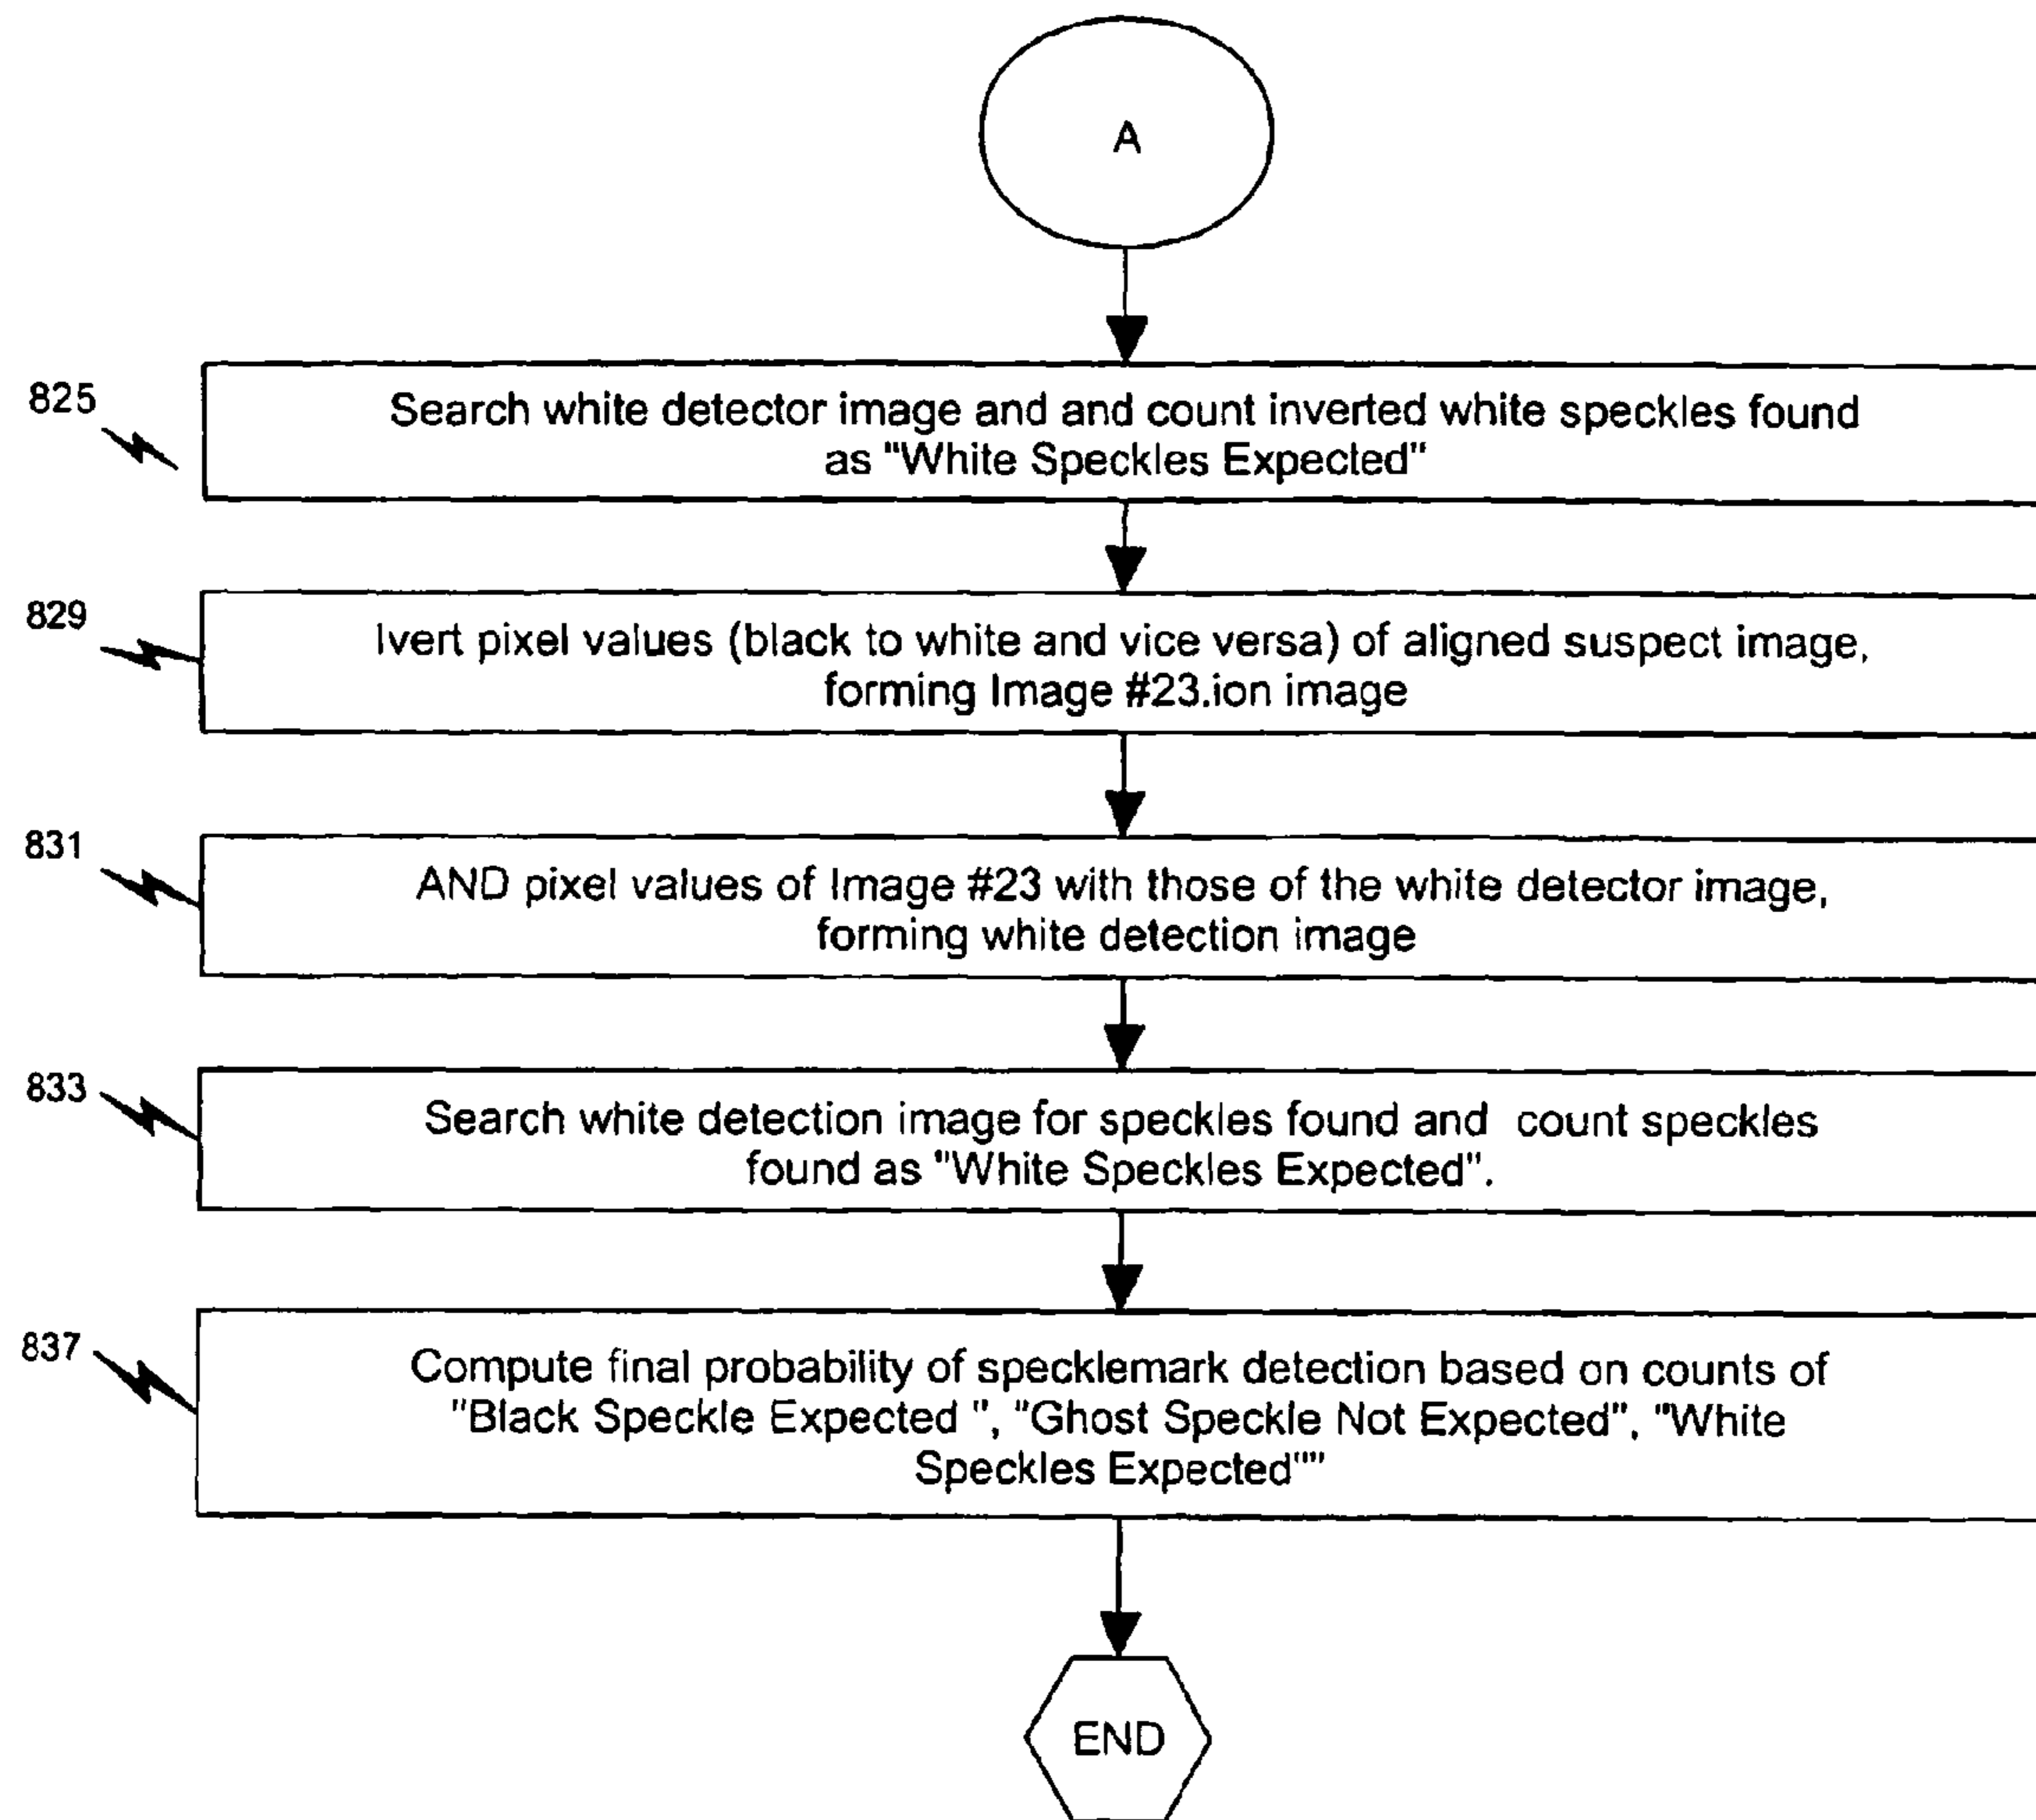 A
825
Search white detector image and and count inverted white speckles found
as "White Speckles Expected"
829
Ivert pixel values (black to white and vice versa) of aligned suspect image,
forming Image #23.ion image
831
AND pixel values of Image #23 with those of the white detector image,
forming white detection image
833
Search white detection image for speckles found and count speckles
found as "White Speckles Expected".
837
Compute final probability of specklemark detection based on counts of
"Black Speckle Expected ", "Ghost Speckle Not Expected", "White
Speckles Expected""
END